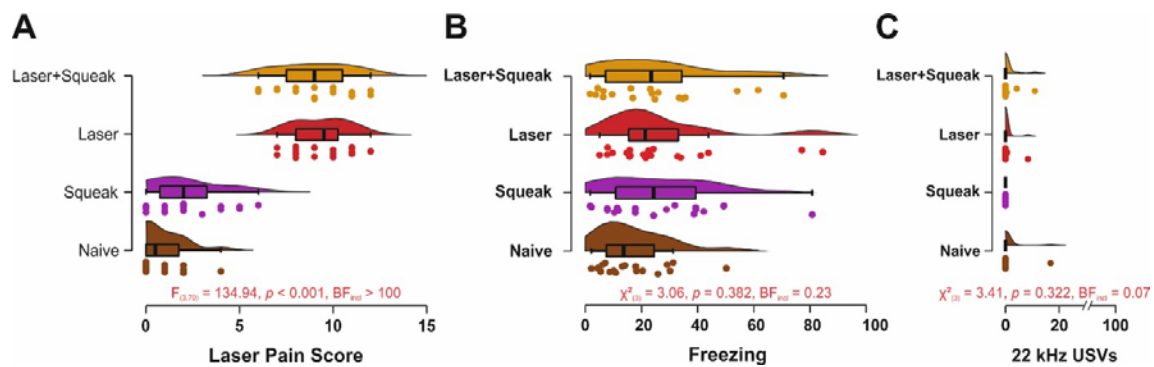 A
Laser+Squeak
Laser
Squeak
Naive
F(3,79) = 134.94, p < 0.001, BFincl > 100
0 5 10 15
Laser Pain Score
B
Laser+Squeak
Laser
Squeak
Naive
χ²(3) = 3.06, p = 0.382, BFincl = 0.23
0 20 40 60 80 100
Freezing
C
Laser+Squeak
Laser
Squeak
Naive
χ²(3) = 3.41, p = 0.322, BFincl = 0.07
0 100
22 kHz USVs